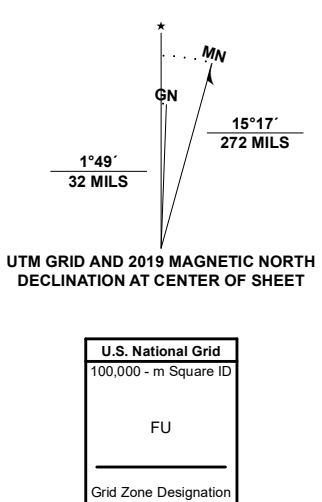 ★
MN
GN
15°17´
272 MILS
1°49´
32 MILS
UTM GRID AND 2019 MAGNETIC NORTH
DECLINATION AT CENTER OF SHEET
U.S. National Grid
100,000 - m Square ID
FU
Grid Zone Designation